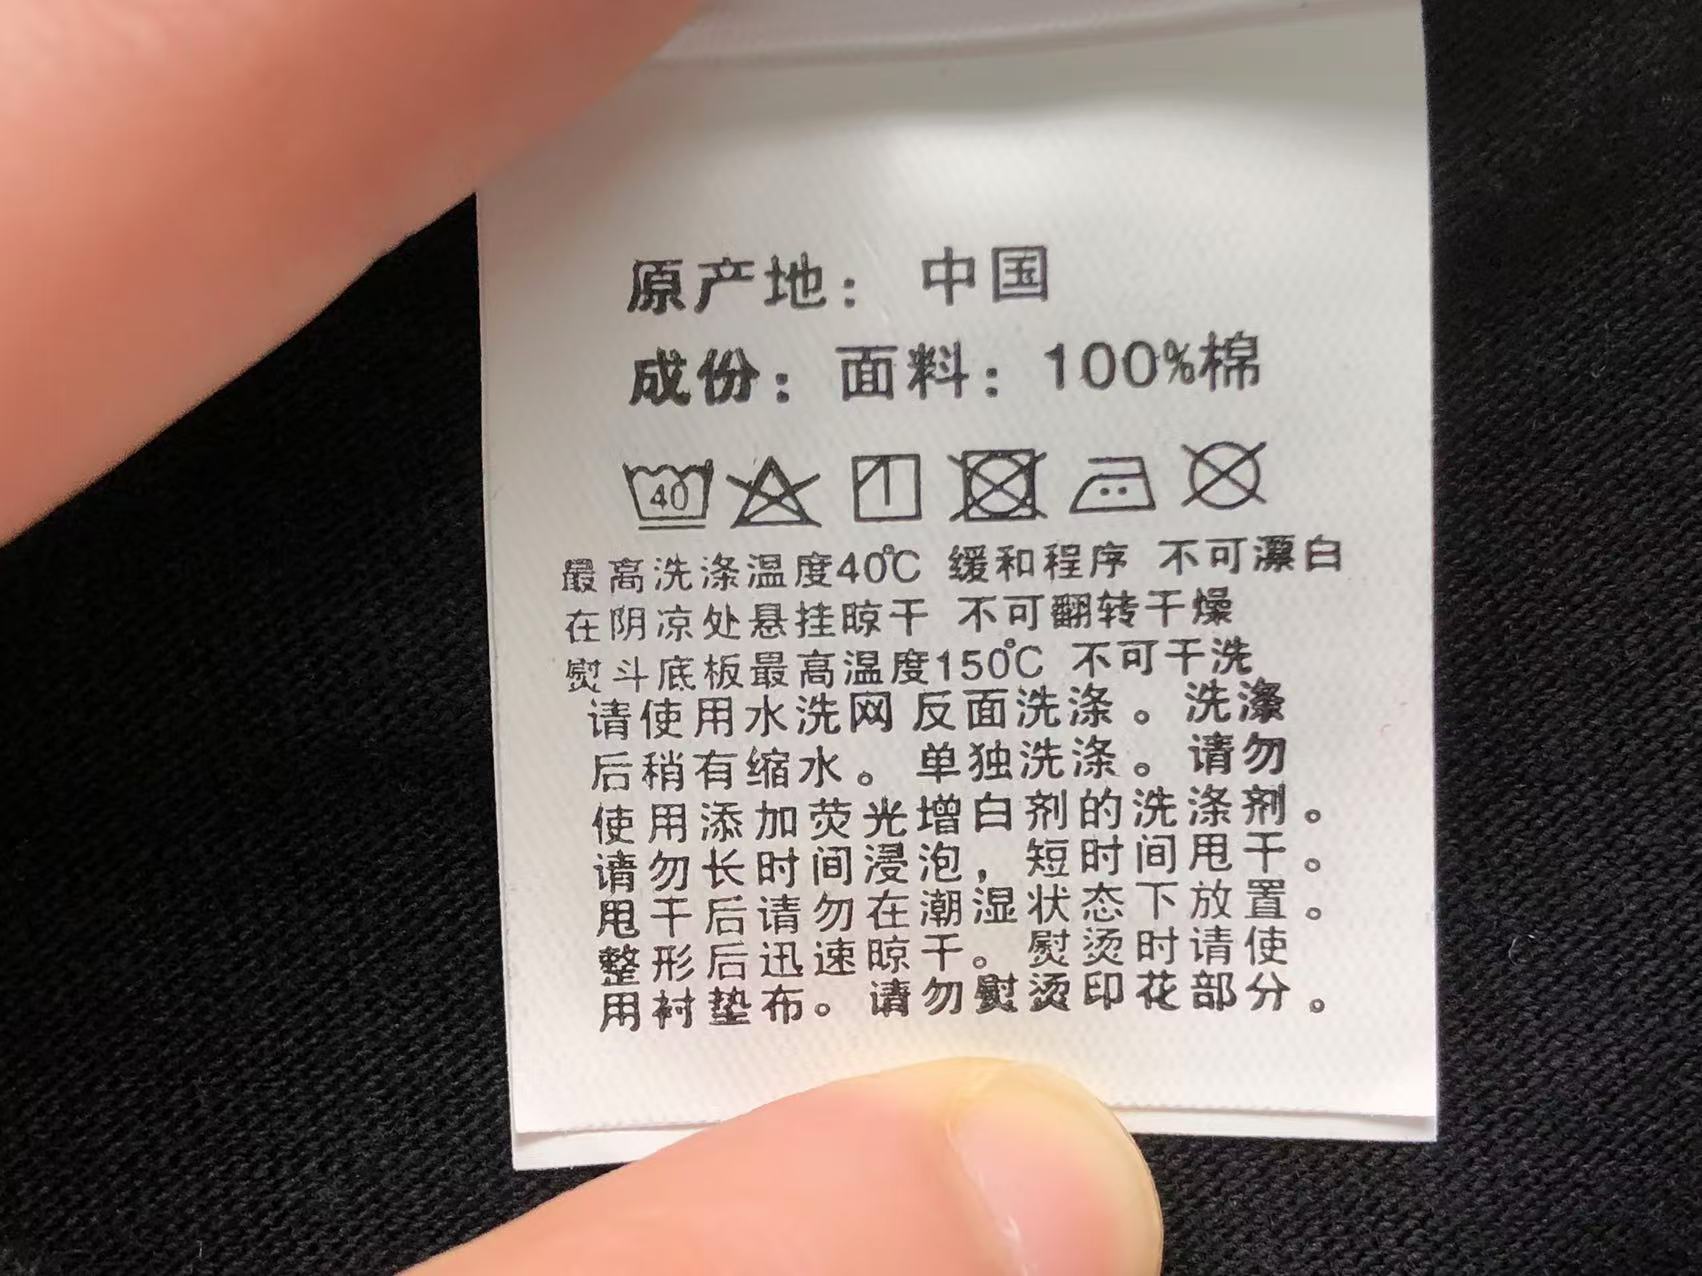 原产地： 中国
成份：面料：100%棉
40
最高洗涤温度40℃ 缓和程序 不可漂白
在阴凉处悬挂晾干 不可翻转干燥
熨斗底板最高温度150℃ 不可干洗
请使用水洗网反面洗涤。洗涤
后稍有缩水。单独洗涤。请勿
使用添加荧光增白剂的洗涤剂。
请勿长时间浸泡，短时间甩干。
甩干后请勿在潮湿状态下放置。
整形后迅速晾干。熨烫时请使
用衬垫布。请勿熨烫印花部分。